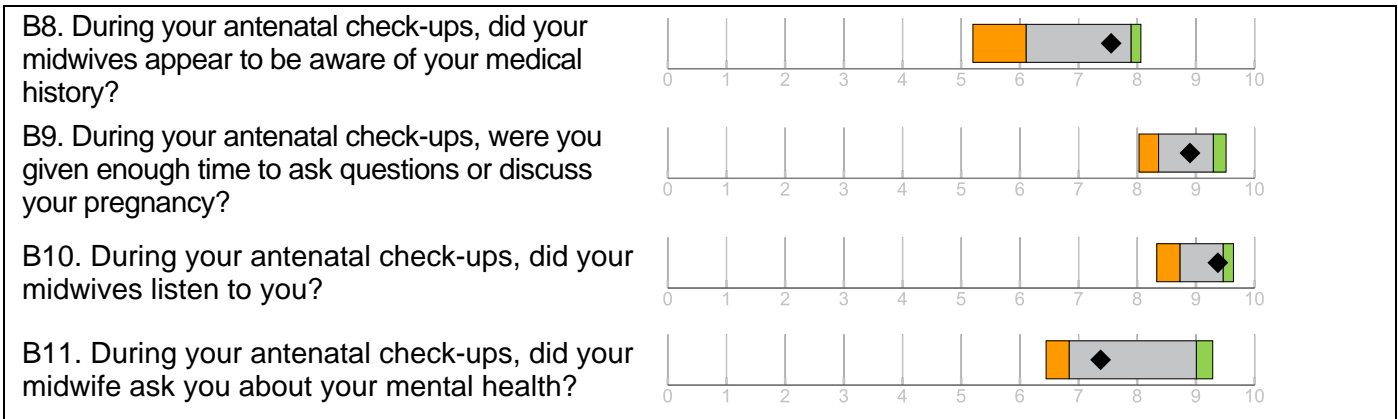 B8. During your antenatal check-ups, did your
midwives appear to be aware of your medical
history?
0 1 2 3 4 5 6 7 8 9 10
B9. During your antenatal check-ups, were you
given enough time to ask questions or discuss
your pregnancy?
0 1 2 3 4 5 6 7 8 9 10
B10. During your antenatal check-ups, did your
midwives listen to you?
0 1 2 3 4 5 6 7 8 9 10
B11. During your antenatal check-ups, did your
midwife ask you about your mental health?
0 1 2 3 4 5 6 7 8 9 10